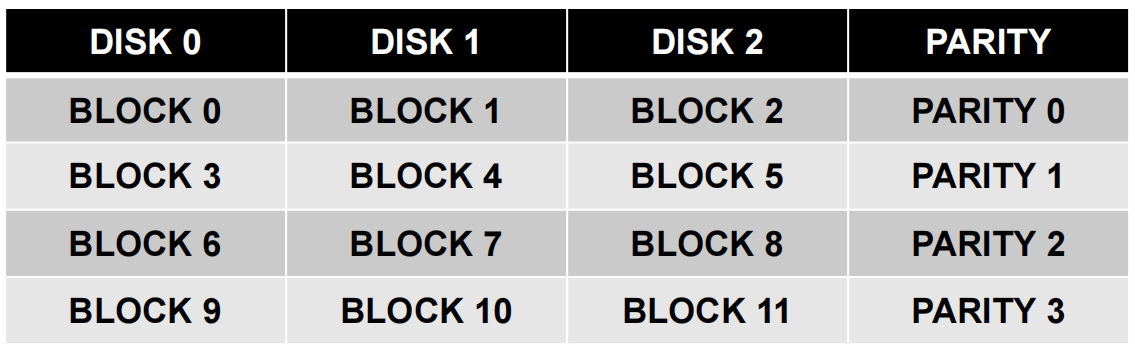 DISK 0 DISK 1 DISK 2 PARITY
BLOCK 0 BLOCK 1 BLOCK 2 PARITY 0
BLOCK 3 BLOCK 4 BLOCK 5 PARITY 1
BLOCK 6 BLOCK 7 BLOCK 8 PARITY 2
BLOCK 9 BLOCK 10 BLOCK 11 PARITY 3